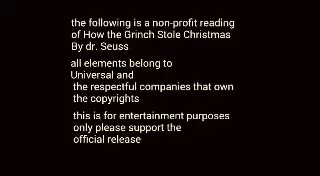 the following is a non-profit reading
of How the Grinch Stole Christmas
By dr. Seuss
all elements belong to
Universal and
the respectful companies that own
the copyrights
this is for entertainment purposes
only please support the
official release